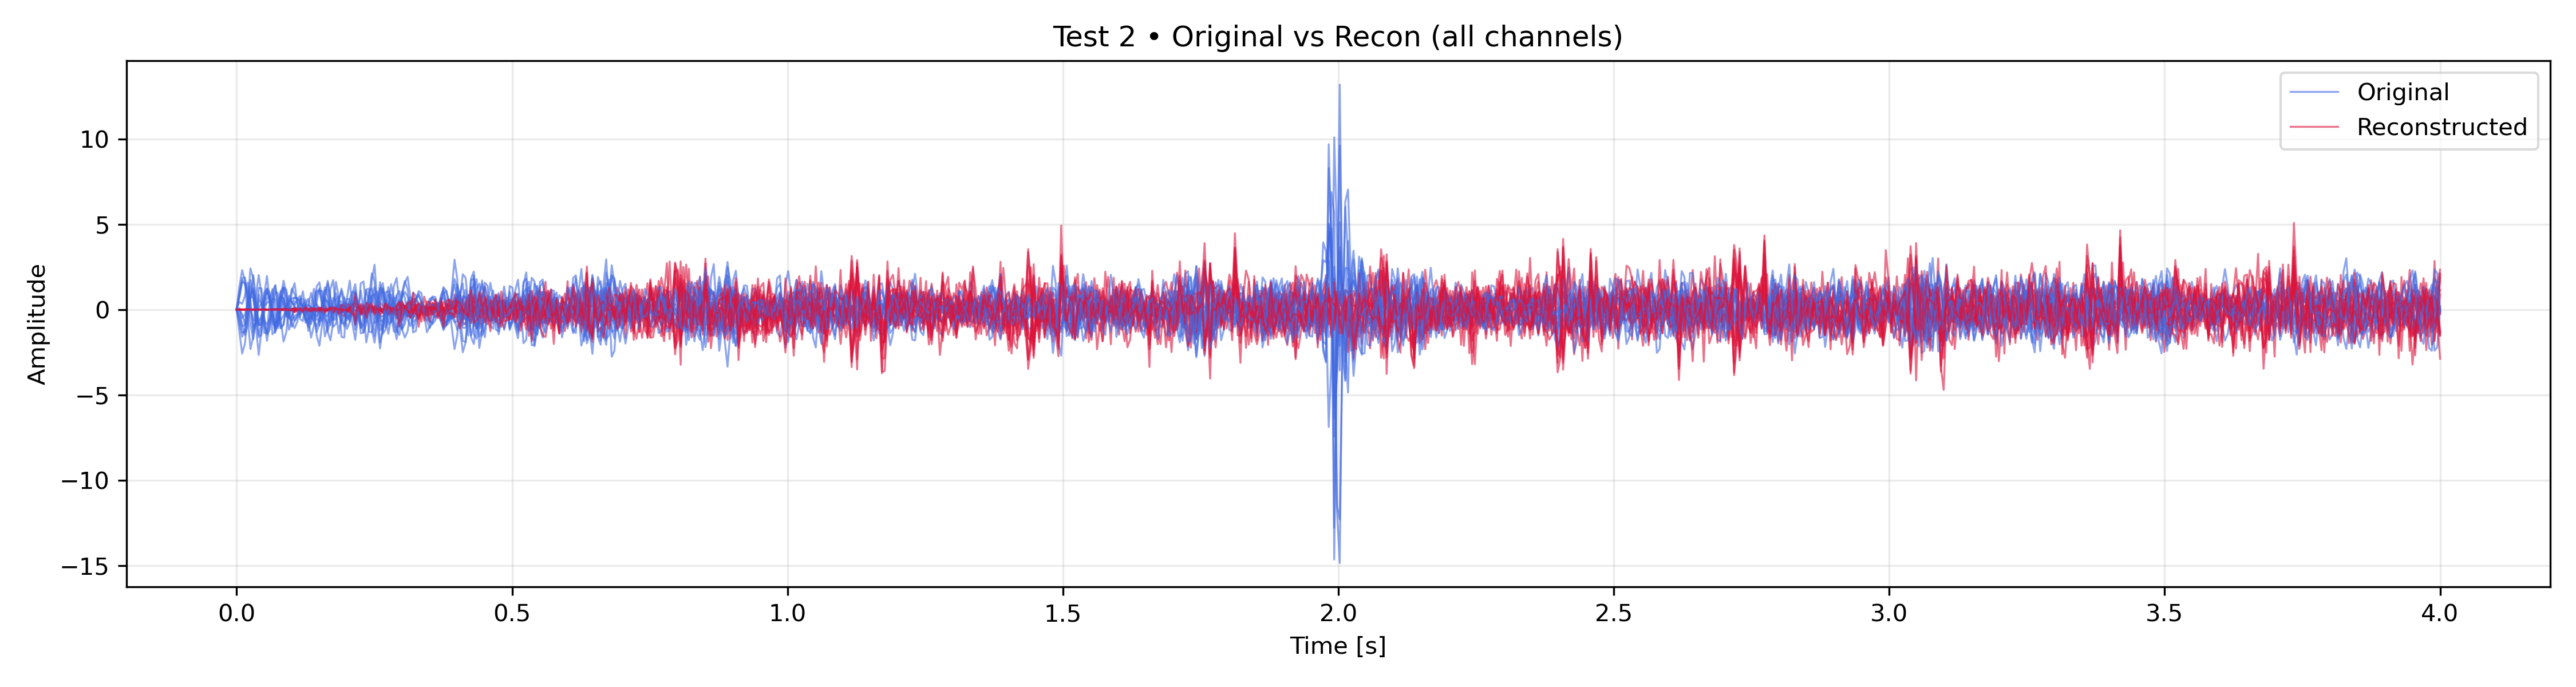 Test 2 • Original vs Recon (all channels)
Original
Reconstructed
Amplitude
10
5
0
−5
−10
−15
0.0 0.5 1.0 1.5 2.0 2.5 3.0 3.5 4.0
Time [s]